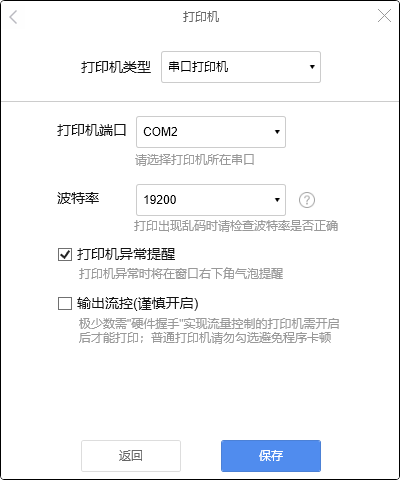 打印机
打印机类型 串口打印机
打印机端口 COM2
请选择打印机所在串口
波特率 19200 ?
打印出现乱码时请检查波特率是否正确
打印机异常提醒
打印机异常时将在窗口右下角气泡提醒
输出流控(谨慎开启)
极少数需"硬件握手"实现流量控制的打印机需开启
后才能打印；普通打印机请勿勾选避免程序卡顿
返回 保存